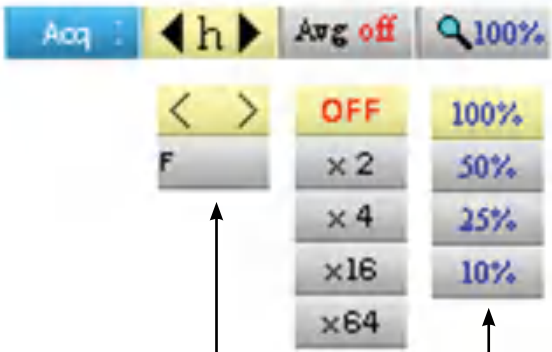 Acq : ◀ h ▶ Avg off 100%
< > OFF 100%
F × 2 50%
× 4 25%
×16 10%
×64